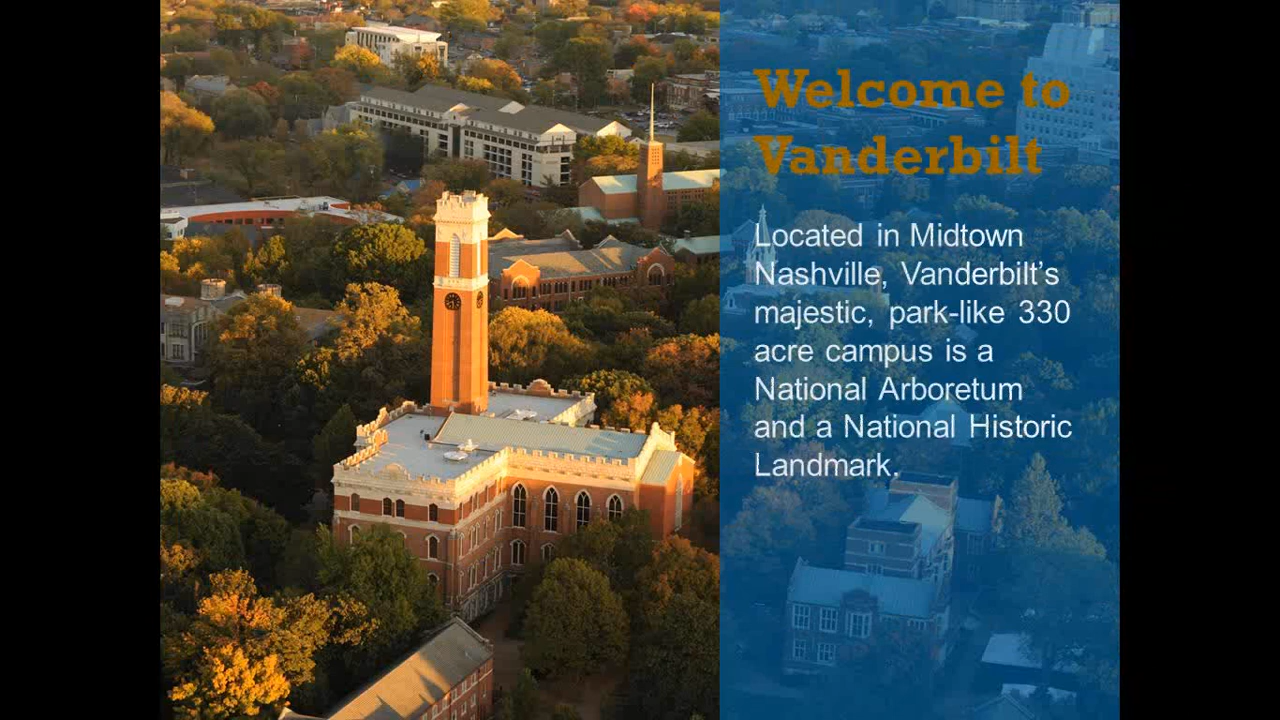 Welcome to
Vanderbilt
Located in Midtown
Nashville, Vanderbilt’s
majestic, park-like 330
acre campus is a
National Arboretum
and a National Historic
Landmark.